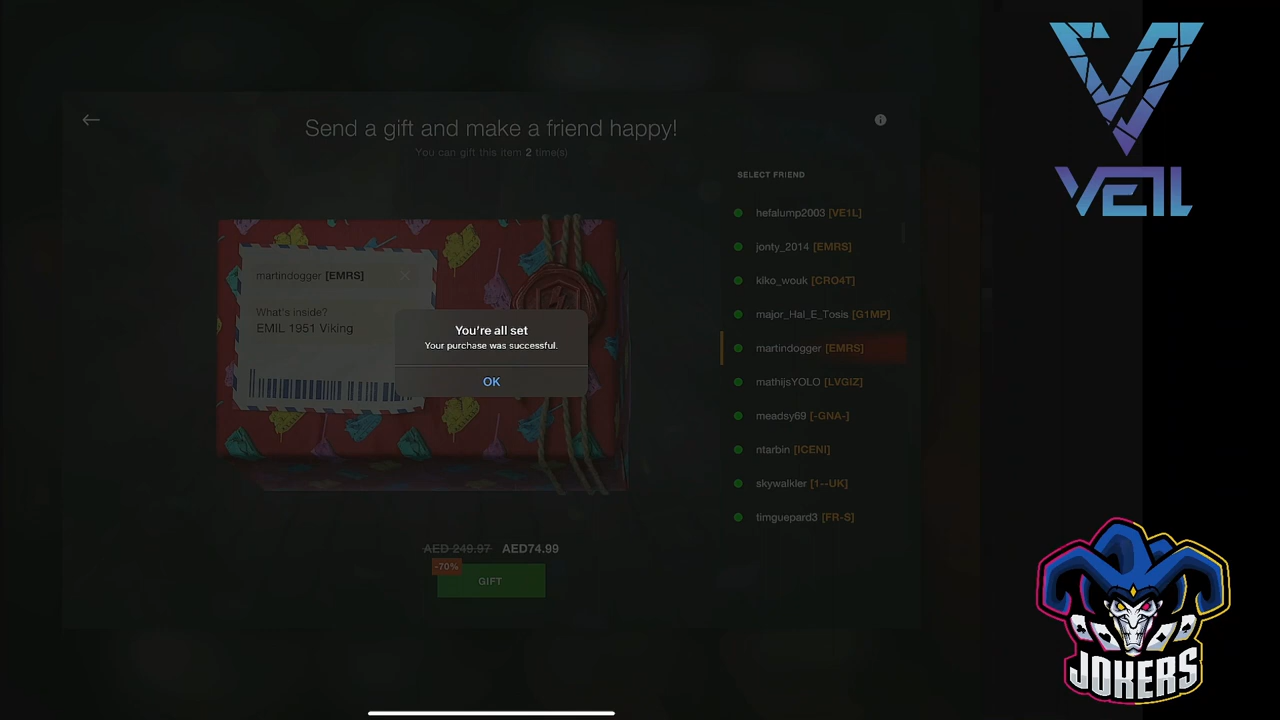 Send a gift and make a friend happy!
You can gift this item 2 time(s)
SELECT FRIEND
hefalump2003 [VE1L]
jonty_2014 [EMRS]
kiko_wouk [CRO4T]
major_Hal_E_Tosis [G1MP]
martindogger [EMRS]
mathijsYOLO [LVGIZ]
meadsy69 [-GNA-]
ntarbin [ICENI]
skywalkler [1--UK]
timguepard3 [FR-S]
martindogger [EMRS]
What's inside?
EMIL 1951 Viking
You're all set
Your purchase was successful.
OK
AED 249.97 AED74.99
-70%
GIFT
VE1L
JOKERS